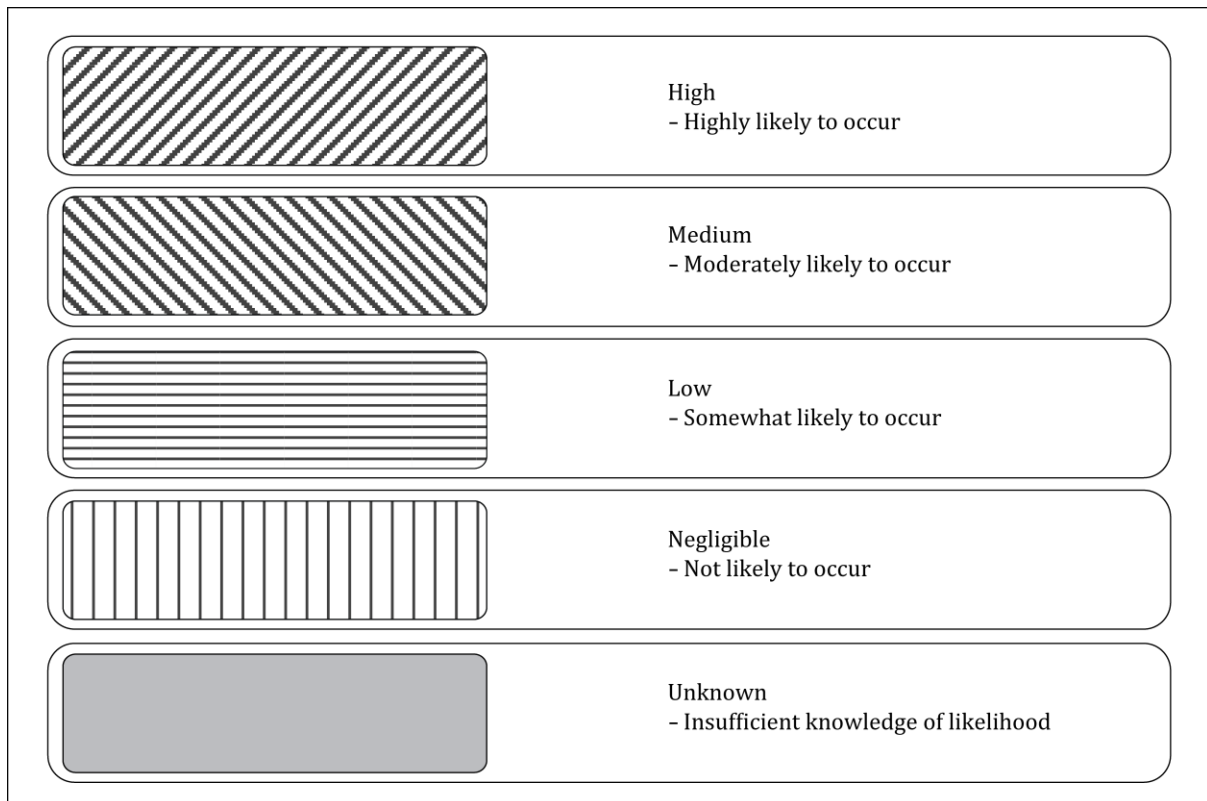 High
– Highly likely to occur
Medium
– Moderately likely to occur
Low
– Somewhat likely to occur
Negligible
– Not likely to occur
Unknown
– Insufficient knowledge of likelihood